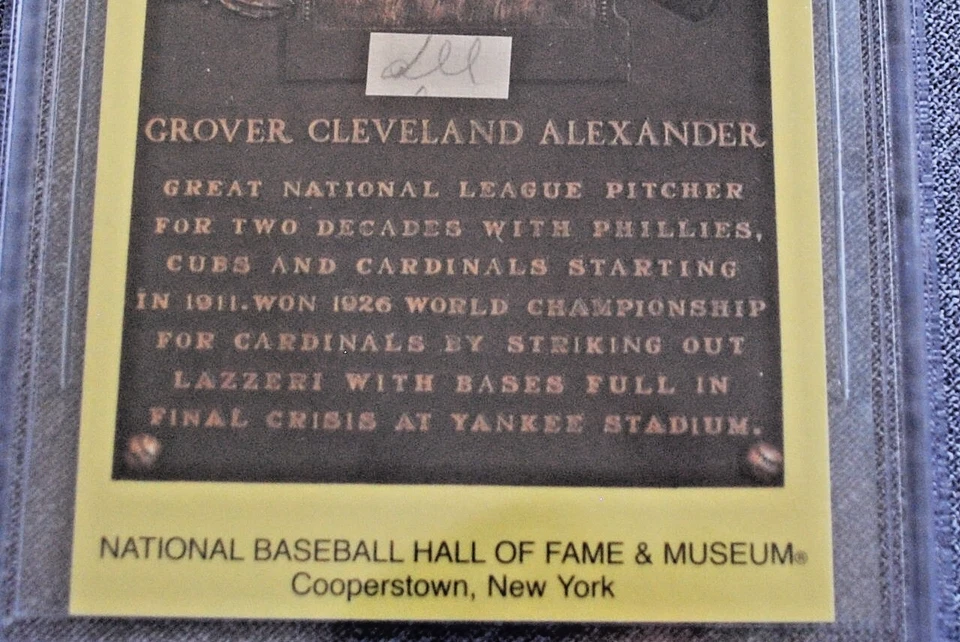 GROVER CLEVELAND ALEXANDER
GREAT NATIONAL LEAGUE PITCHER
FOR TWO DECADES WITH PHILLIES,
CUBS AND CARDINALS STARTING
IN 1911. WON 1926 WORLD CHAMPIONSHIP
FOR CARDINALS BY STRIKING OUT
LAZZERI WITH BASES FULL IN
FINAL CRISIS AT YANKEE STADIUM.
NATIONAL BASEBALL HALL OF FAME & MUSEUM®
Cooperstown, New York